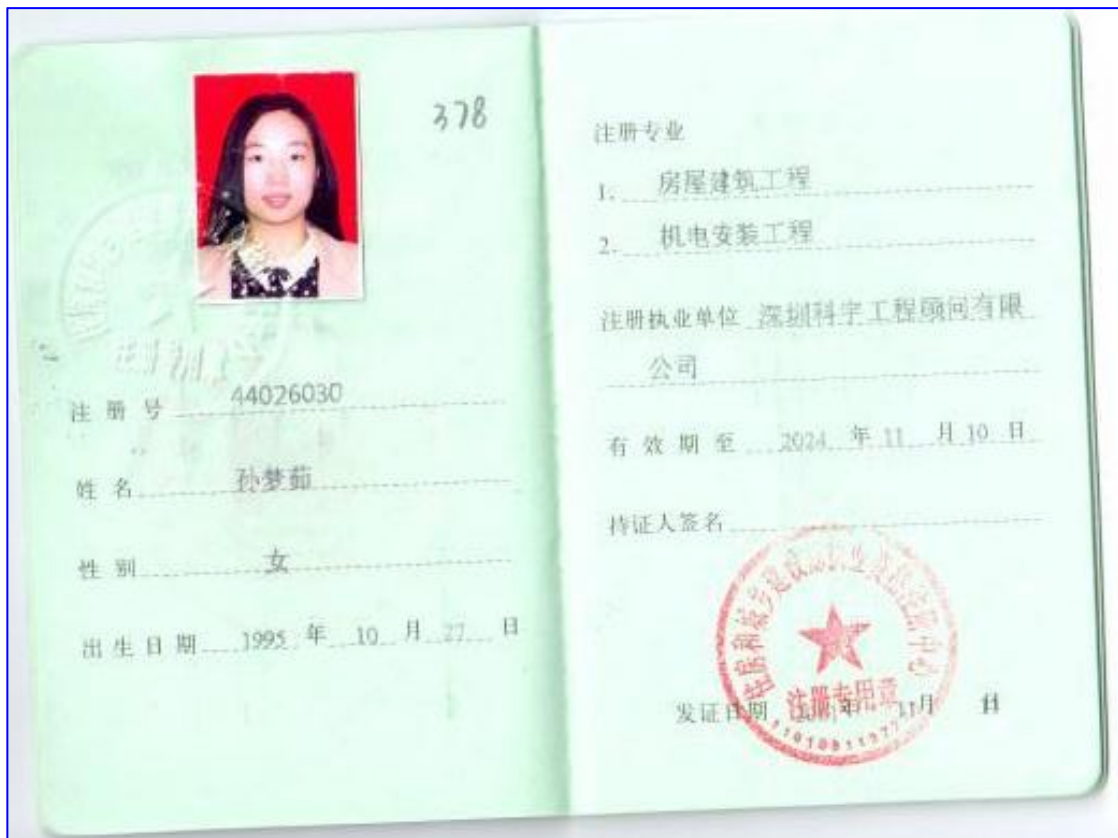 378
注册号 44026030
姓名 孙梦茹
性别 女
出生日期 1995 年 10 月 27 日
注册专业
1. 房屋建筑工程
2. 机电安装工程
注册执业单位 深圳科宇工程顾问有限
公司
有效期至 2024 年 11 月 10 日
持证人签名
注册专用章
发证日期 年 11月 日